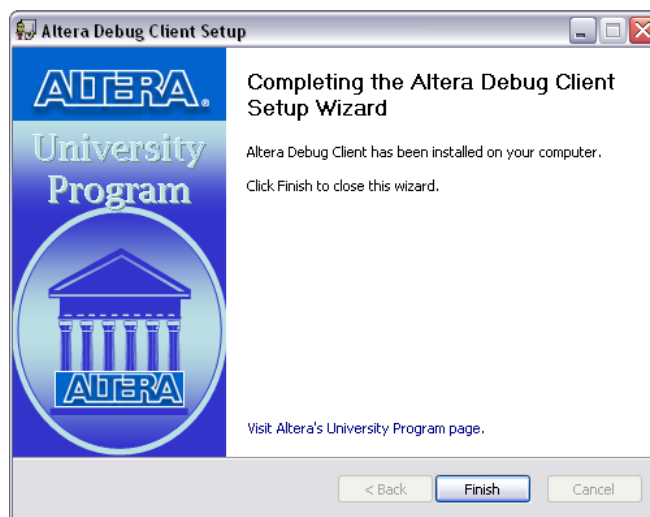 Altera Debug Client Setup
ALTERA®
University
Program
ALTERA
Completing the Altera Debug Client
Setup Wizard
Altera Debug Client has been installed on your computer.
Click Finish to close this wizard.
Visit Altera's University Program page.
< Back
Finish
Cancel